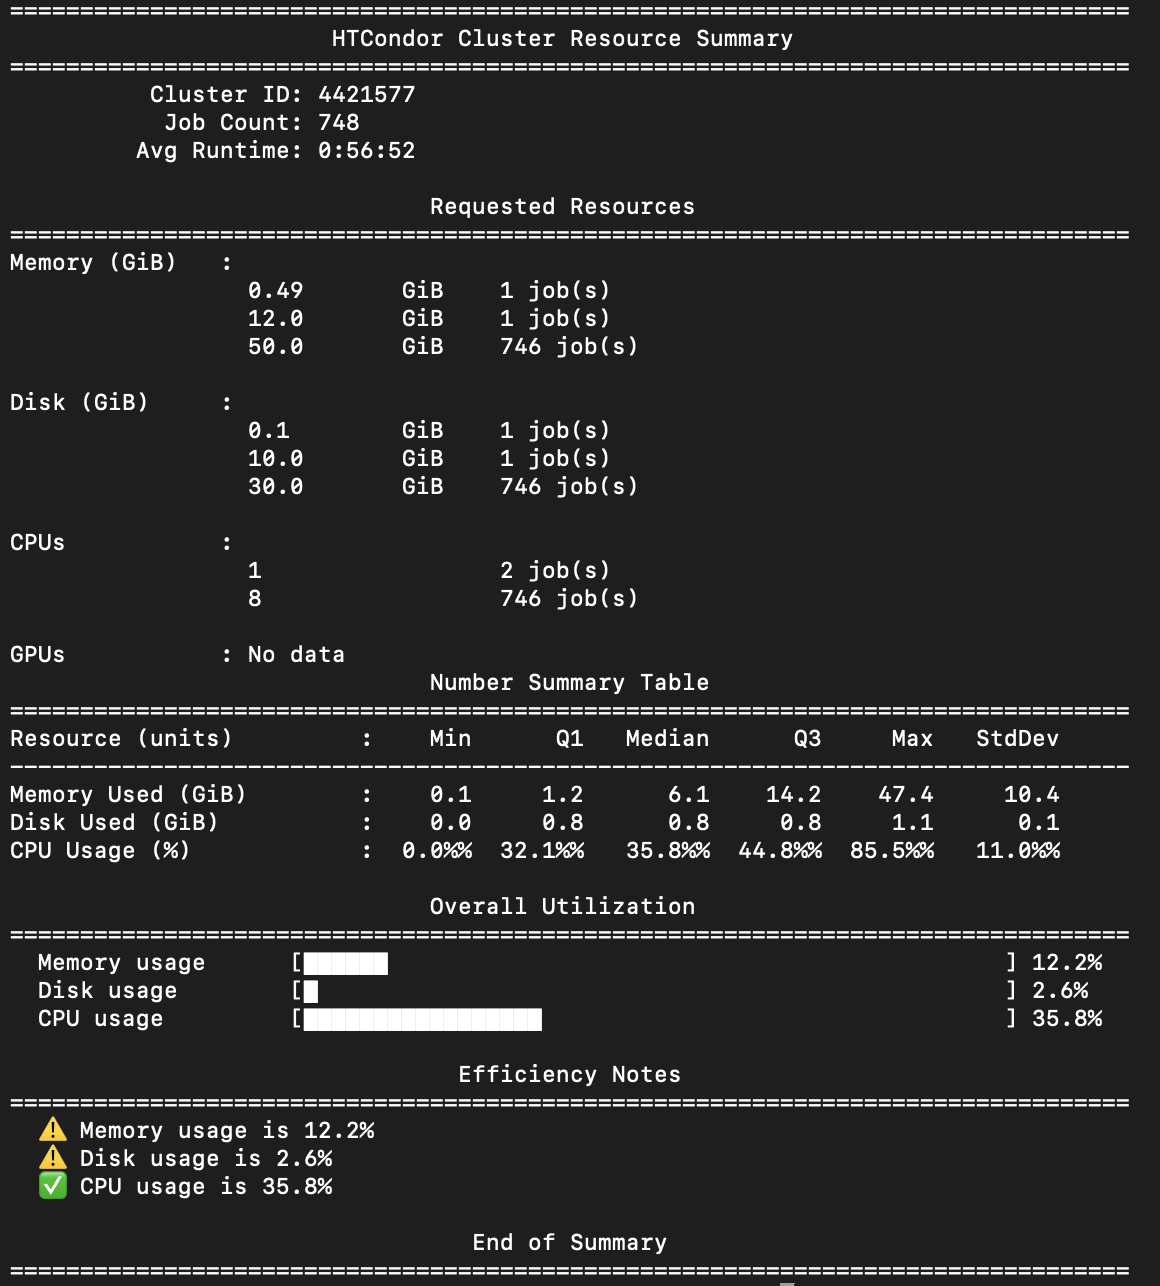 ================================================================================
HTCondor Cluster Resource Summary
================================================================================
Cluster ID: 4421577
Job Count: 748
Avg Runtime: 0:56:52
Requested Resources
================================================================================
Memory (GiB) :
0.49 GiB 1 job(s)
12.0 GiB 1 job(s)
50.0 GiB 746 job(s)
Disk (GiB) :
0.1 GiB 1 job(s)
10.0 GiB 1 job(s)
30.0 GiB 746 job(s)
CPUs :
1 2 job(s)
8 746 job(s)
GPUs : No data
Number Summary Table
================================================================================
Resource (units) : Min Q1 Median Q3 Max StdDev
--------------------------------------------------------------------------------
Memory Used (GiB) : 0.1 1.2 6.1 14.2 47.4 10.4
Disk Used (GiB) : 0.0 0.8 0.8 0.8 1.1 0.1
CPU Usage (%) : 0.0%% 32.1%% 35.8%% 44.8%% 85.5%% 11.0%%
Overall Utilization
================================================================================
Memory usage [██████ ] 12.2%
Disk usage [█ ] 2.6%
CPU usage [█████████████████ ] 35.8%
Efficiency Notes
================================================================================
⚠️ Memory usage is 12.2%
⚠️ Disk usage is 2.6%
✅ CPU usage is 35.8%
End of Summary
================================================================================